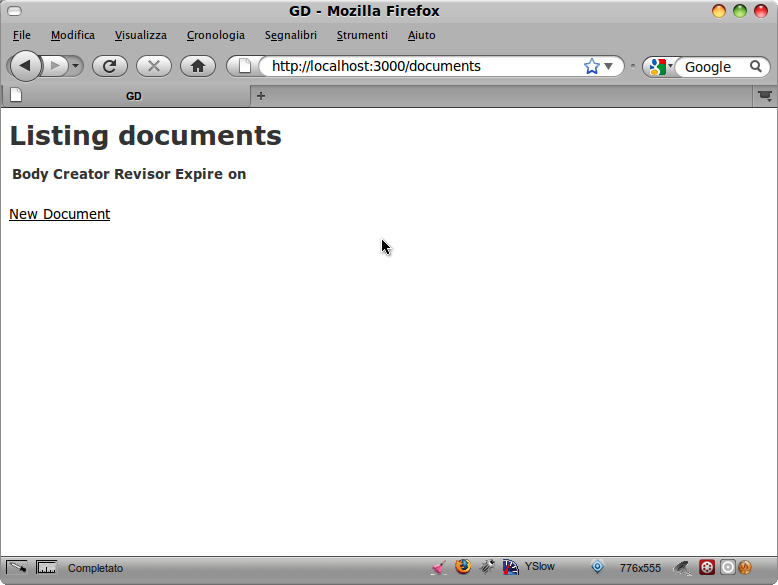 GD - Mozilla Firefox
File Modifica Visualizza Cronologia Segnalibri Strumenti Aiuto
http://localhost:3000/documents Google
GD
Listing documents
Body Creator Revisor Expire on
New Document
Completato YSlow 776x555